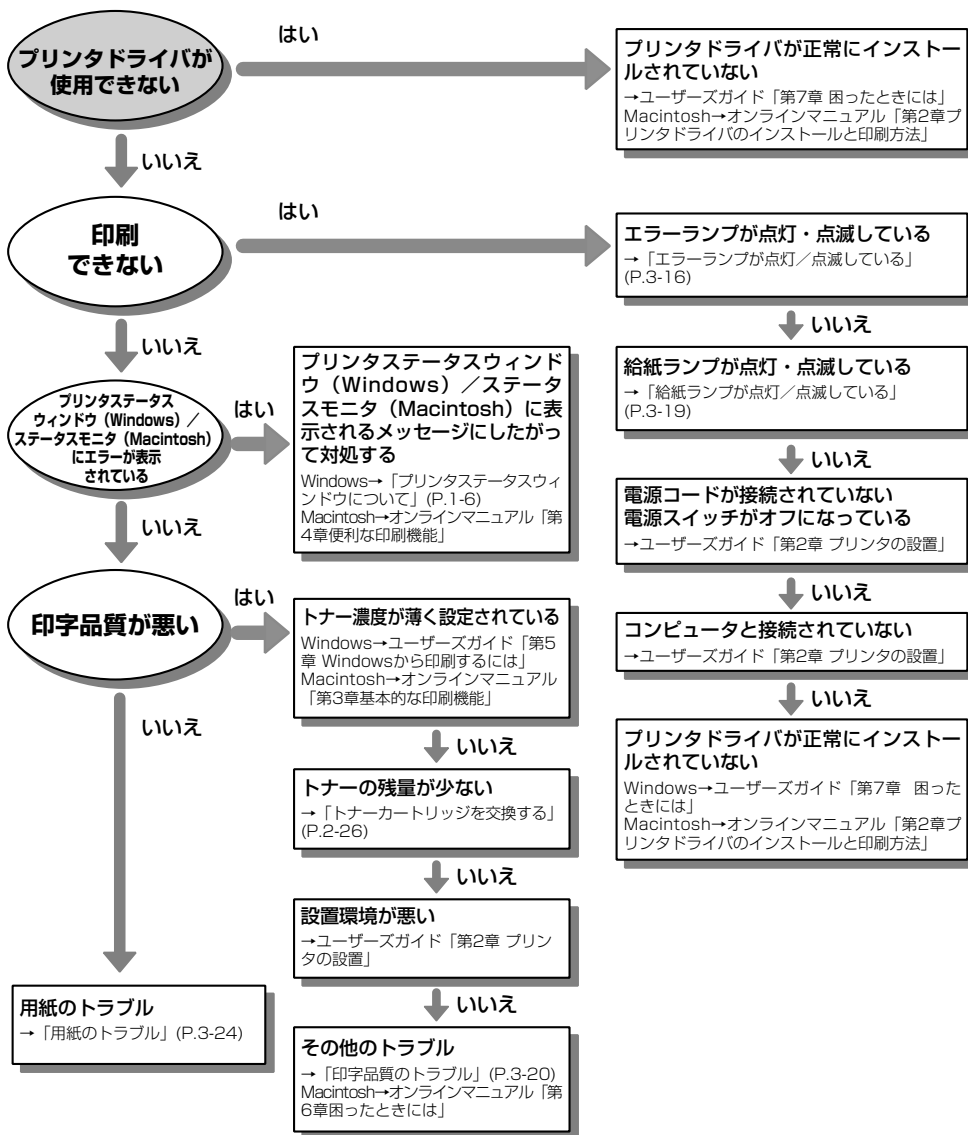 プリンタドライバが
使用できない
はい
プリンタドライバが正常にインストー
ルされていない
→ユーザーズガイド「第7章 困ったときには」
Macintosh→オンラインマニュアル「第2章プ
リンタドライバのインストールと印刷方法」
いいえ
印刷
できない
はい
エラーランプが点灯・点滅している
→「エラーランプが点灯／点滅している」
(P.3-16)
いいえ
給紙ランプが点灯・点滅している
→「給紙ランプが点灯／点滅している」
(P.3-19)
いいえ
電源コードが接続されていない
電源スイッチがオフになっている
→ユーザーズガイド「第2章 プリンタの設置」
いいえ
コンピュータと接続されていない
→ユーザーズガイド「第2章 プリンタの設置」
いいえ
プリンタドライバが正常にインストー
ルされていない
Windows→ユーザーズガイド「第7章 困った
ときには」
Macintosh→オンラインマニュアル「第2章プ
リンタドライバのインストールと印刷方法」
いいえ
プリンタステータス
ウィンドウ（Windows）／
ステータスモニタ（Macintosh）
にエラーが表示
されている
はい
プリンタステータスウィンド
ウ（Windows）／ステータ
スモニタ（Macintosh）に表
示されるメッセージにしたがっ
て対処する
Windows→「プリンタステータスウィ
ンドウについて」(P.1-6)
Macintosh→オンラインマニュアル「第
4章便利な印刷機能」
いいえ
印字品質が悪い
はい
トナー濃度が薄く設定されている
Windows→ユーザーズガイド「第5
章 Windowsから印刷するには」
Macintosh→オンラインマニュアル
「第3章基本的な印刷機能」
いいえ
トナーの残量が少ない
→「トナーカートリッジを交換する」
(P.2-26)
いいえ
設置環境が悪い
→ユーザーズガイド「第2章 プリン
タの設置」
いいえ
その他のトラブル
→「印字品質のトラブル」(P.3-20)
Macintosh→オンラインマニュアル「第
6章困ったときには」
いいえ
用紙のトラブル
→「用紙のトラブル」(P.3-24)